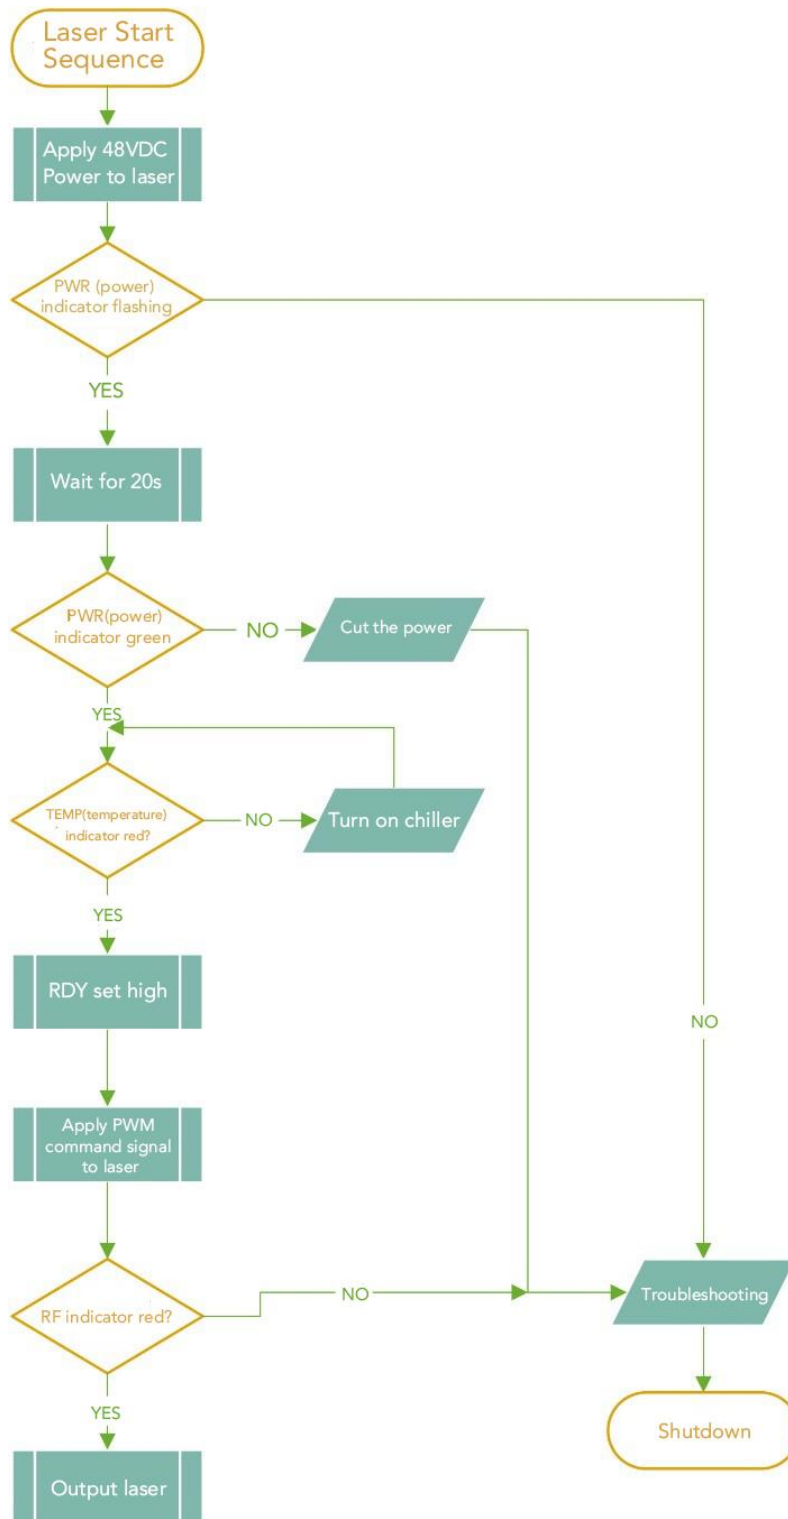 Laser Start
Sequence
Apply 48VDC
Power to laser
PWR (power)
indicator flashing
YES
Wait for 20s
PWR(power)
indicator green
NO
Cut the power
YES
TEMP(temperature)
indicator red?
NO
Turn on chiller
YES
RDY set high
NO
Apply PWM
command signal
to laser
RF indicator red?
NO
Troubleshooting
YES
Shutdown
Output laser